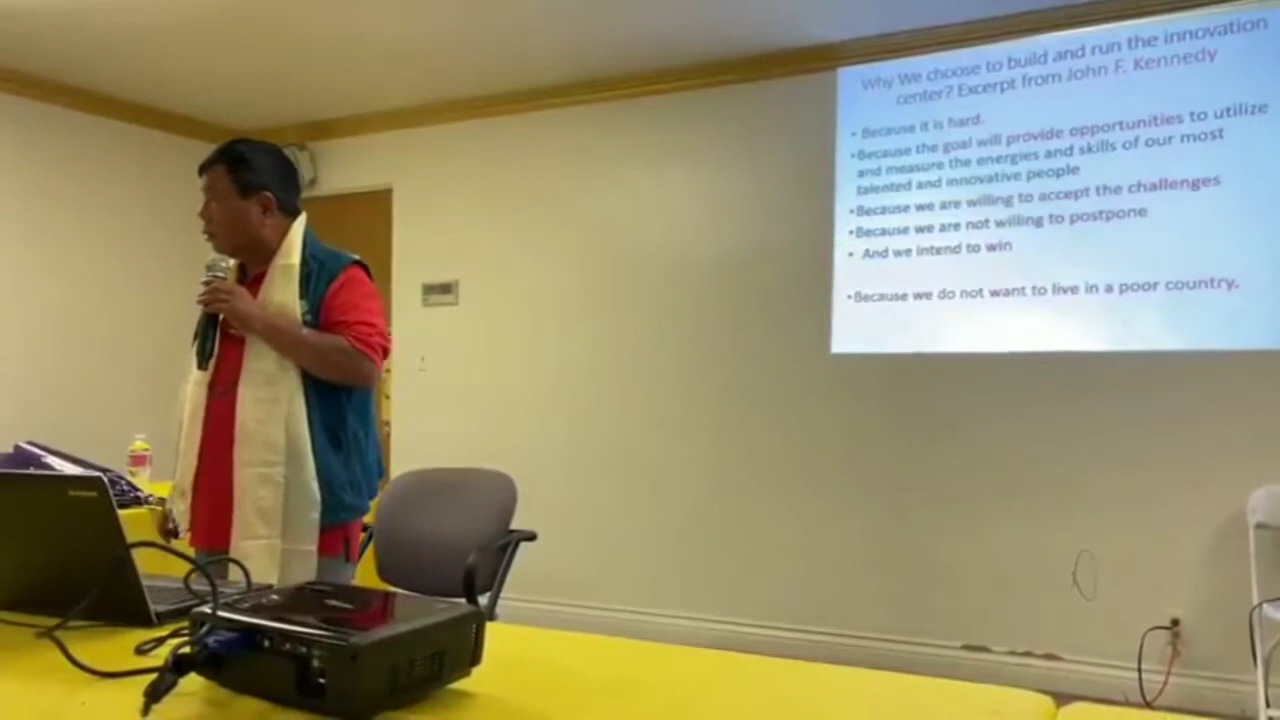 Why We choose to build and run the innovation
center? Excerpt from John F. Kennedy
• Because it is hard.
•Because the goal will provide opportunities to utilize
and measure the energies and skills of our most
talented and innovative people
•Because we are willing to accept the challenges
•Because we are not willing to postpone
• And we intend to win
•Because we do not want to live in a poor country.